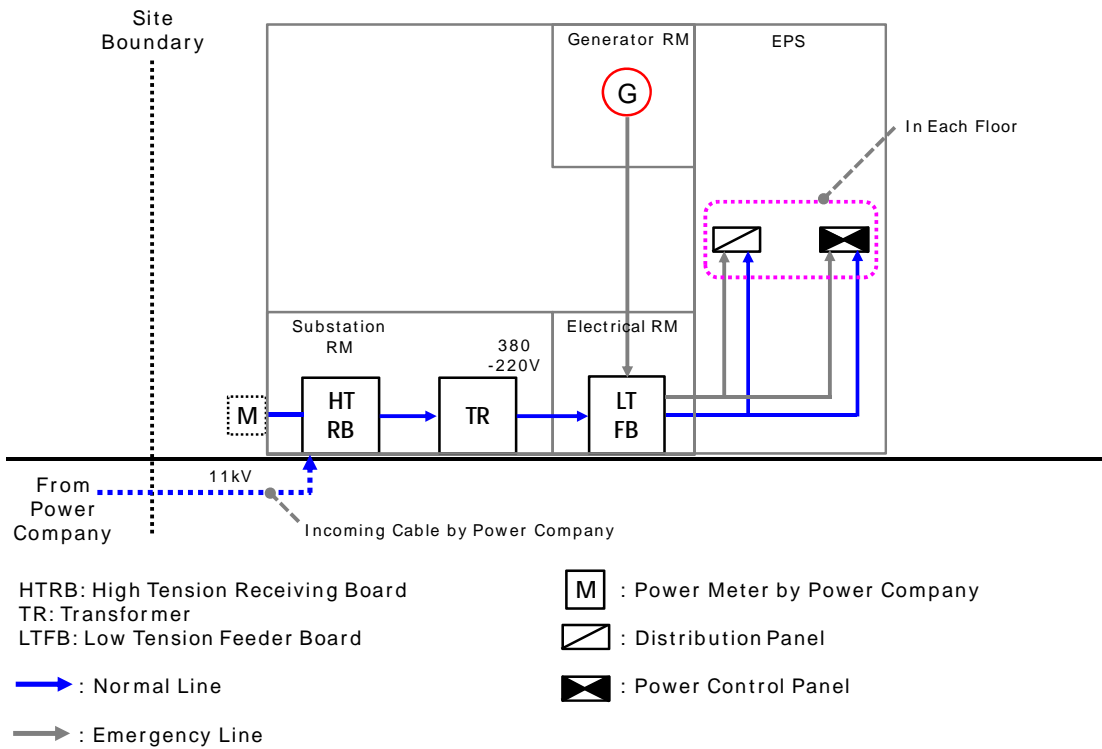 Site
Boundary
Generator RM
EPS
G
In Each Floor
Substation
RM
Electrical RM
380
-220V
M
HT
RB
TR
LT
FB
11kV
From
Power
Company
Incoming Cable by Power Company
HTRB: High Tension Receiving Board
TR: Transformer
LTFB: Low Tension Feeder Board
: Normal Line
: Emergency Line
M : Power Meter by Power Company
: Distribution Panel
: Power Control Panel